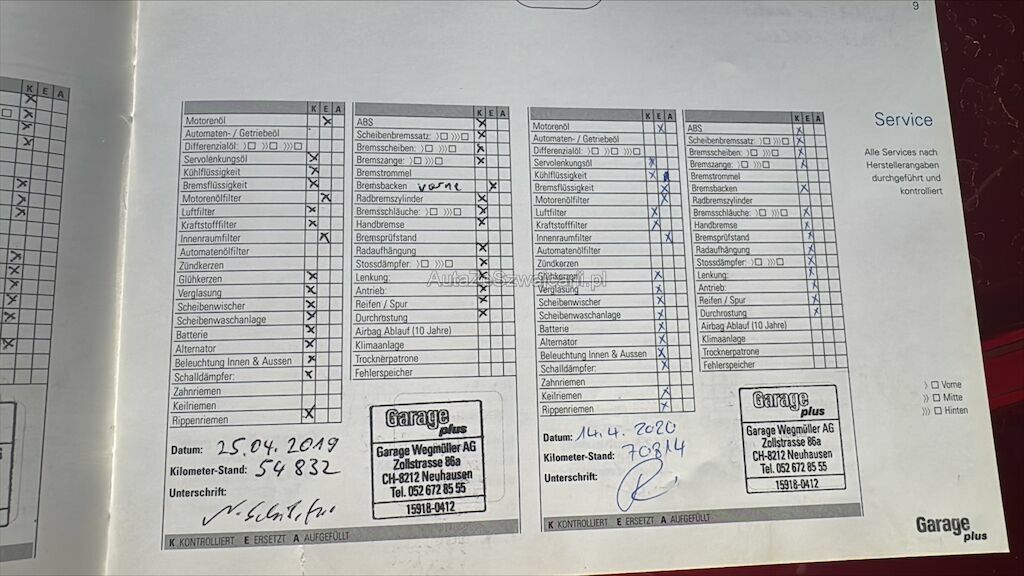 9
Service
Alle Services nach
Herstellerangaben
durchgeführt und
kontrolliert
K E A
K E A
Motorenöl
Automaten- / Getriebeöl
Differenzialöl: 〉□ 〉〉□ 〉〉〉□
Servolenkungsöl
Kühlflüssigkeit
Bremsflüssigkeit
Motorenölfilter
Luftfilter
Kraftstofffilter
Innenraumfilter
Automatenölfilter
Zündkerzen
Glühkerzen
Verglasung
Scheibenwischer
Scheibenwaschanlage
Batterie
Alternator
Beleuchtung Innen & Aussen
Schalldämpfer:
Zahnriemen
Keilriemen
Rippenriemen
K E A
ABS
Scheibenbremssatz: 〉□ 〉〉〉□
Bremsscheiben: 〉□ 〉〉〉□
Bremszange: 〉□ 〉〉〉□
Bremstrommel
Bremsbacken vorne
Radbremszylinder
Bremsschläuche: 〉□ 〉〉〉□
Handbremse
Bremsprüfstand
Radaufhängung
Stossdämpfer: 〉□ 〉〉〉□
Lenkung:
Antrieb:
Reifen / Spur
Durchrostung
Airbag Ablauf (10 Jahre)
Klimaanlage
Trocknerpatrone
Fehlerspeicher
Datum: 25.04.2019
Kilometer-Stand: 54 832
Unterschrift:
Garage
plus
Garage Wegmüller AG
Zollstrasse 86a
CH-8212 Neuhausen
Tel. 052 672 85 55
15918-0412
K KONTROLLIERT E ERSETZT A AUFGEFÜLLT
K E A
Motorenöl
Automaten- / Getriebeöl
Differenzialöl: 〉□ 〉〉□ 〉〉〉□
Servolenkungsöl
Kühlflüssigkeit
Bremsflüssigkeit
Motorenölfilter
Luftfilter
Kraftstofffilter
Innenraumfilter
Automatenölfilter
Zündkerzen
Glühkerzen
Verglasung
Scheibenwischer
Scheibenwaschanlage
Batterie
Alternator
Beleuchtung Innen & Aussen
Schalldämpfer:
Zahnriemen
Keilriemen
Rippenriemen
K E A
ABS
Scheibenbremssatz: 〉□ 〉〉〉□
Bremsscheiben: 〉□ 〉〉〉□
Bremszange: 〉□ 〉〉〉□
Bremstrommel
Bremsbacken
Radbremszylinder
Bremsschläuche: 〉□ 〉〉〉□
Handbremse
Bremsprüfstand
Radaufhängung
Stossdämpfer: 〉□ 〉〉〉□
Lenkung:
Antrieb:
Reifen / Spur
Durchrostung
Airbag Ablauf (10 Jahre)
Klimaanlage
Trocknerpatrone
Fehlerspeicher
Datum: 14.4.2020
Kilometer-Stand: 70814
Unterschrift:
Garage
plus
Garage Wegmüller AG
Zollstrasse 86a
CH-8212 Neuhausen
Tel. 052 672 85 55
15918-0412
K KONTROLLIERT E ERSETZT A AUFGEFÜLLT
〉 □ Vorne
〉〉 □ Mitte
〉〉〉 □ Hinten
Garage
plus
AutazeSzwajcarii.pl